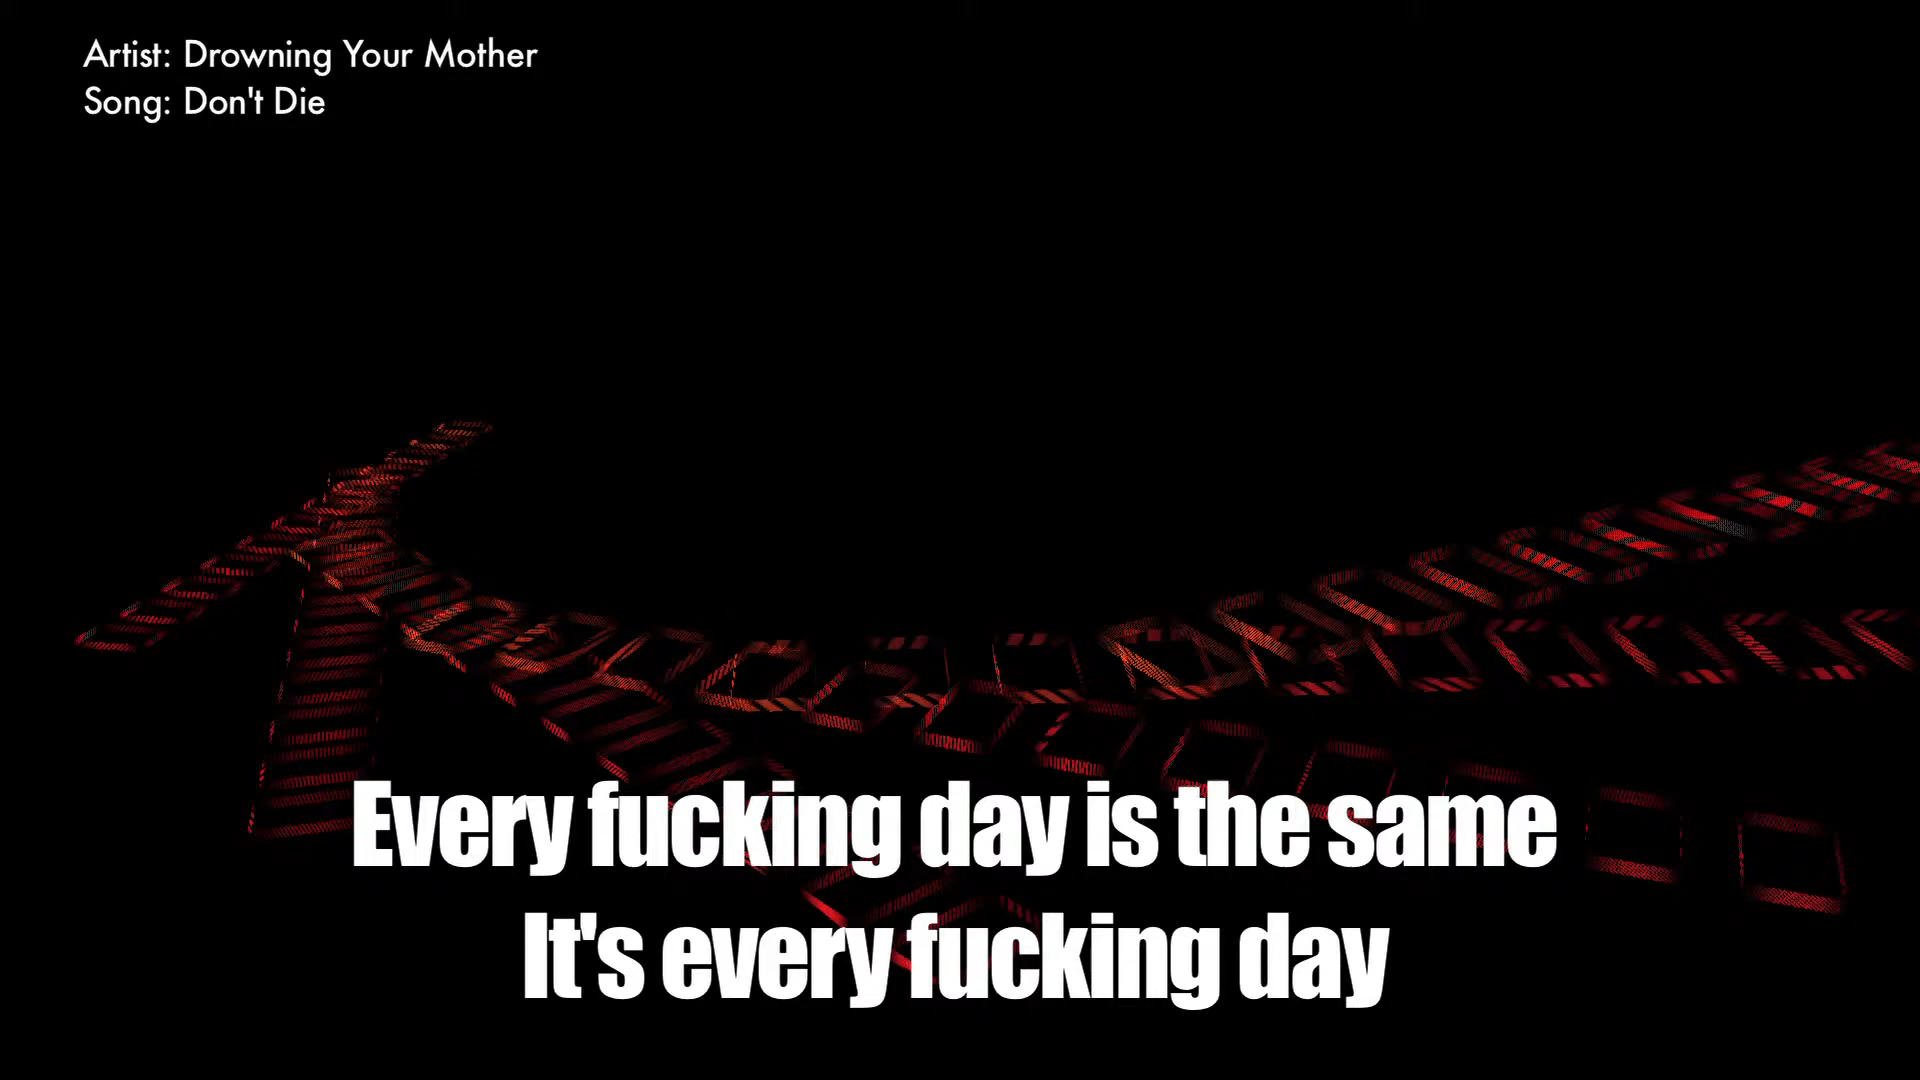 Artist: Drowning Your Mother
Song: Don't Die
Every fucking day is the same
It's every fucking day